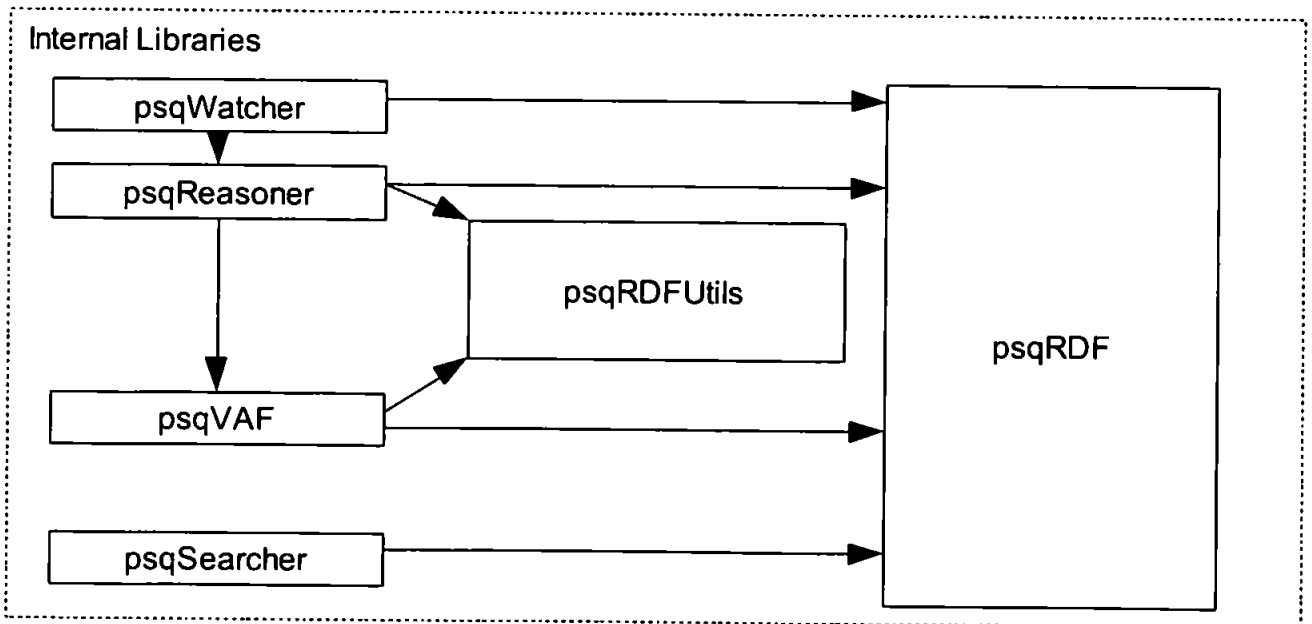 Internal Libraries
psqWatcher
psqReasoner
psqRDFUtils
psqRDF
psqVAF
psqSearcher